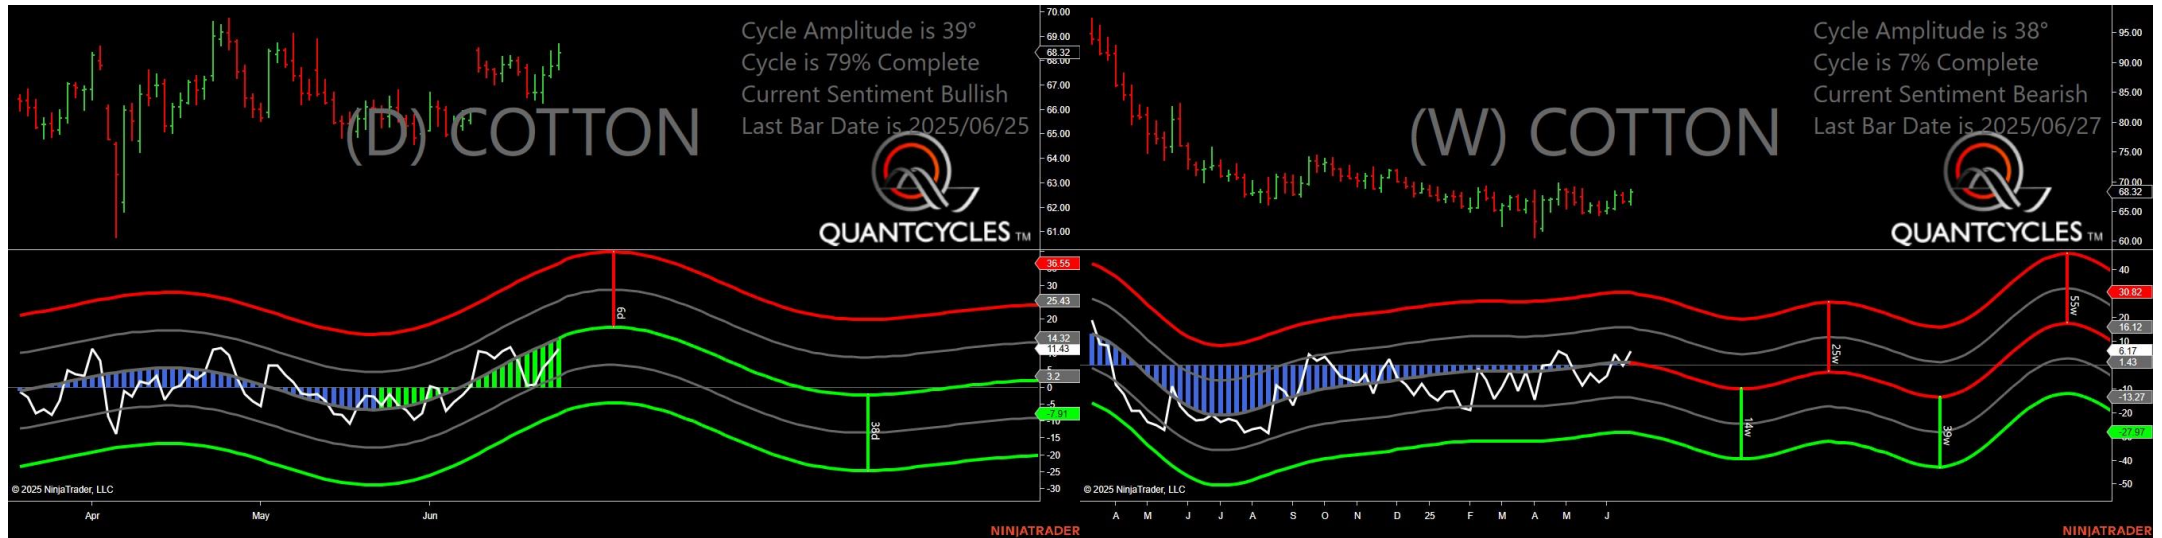 Cycle Amplitude is 39°
Cycle is 79% Complete
Current Sentiment Bullish
Last Bar Date is 2025/06/25
(D) COTTON
QUANTCYCLES TM
70.00
69.00
68.32
68.00
67.00
66.00
65.00
64.00
63.00
62.00
61.00
36.55
30
25.43
20
14.32
11.43
3.2
0
-5
-7.91
-10
-15
-20
-25
-30
6d
38d
© 2025 NinjaTrader, LLC
Apr
May
Jun
NINJATRADER
Cycle Amplitude is 38°
Cycle is 7% Complete
Current Sentiment Bearish
Last Bar Date is 2025/06/27
(W) COTTON
QUANTCYCLES TM
95.00
90.00
85.00
80.00
75.00
70.00
68.32
65.00
60.00
40
30.82
20
16.12
10
6.17
1.43
-10
-13.27
-20
-27.97
-40
-50
14w
25w
39w
55w
© 2025 NinjaTrader, LLC
A
M
J
J
A
S
O
N
D
25
F
M
A
M
J
NINJATRADER